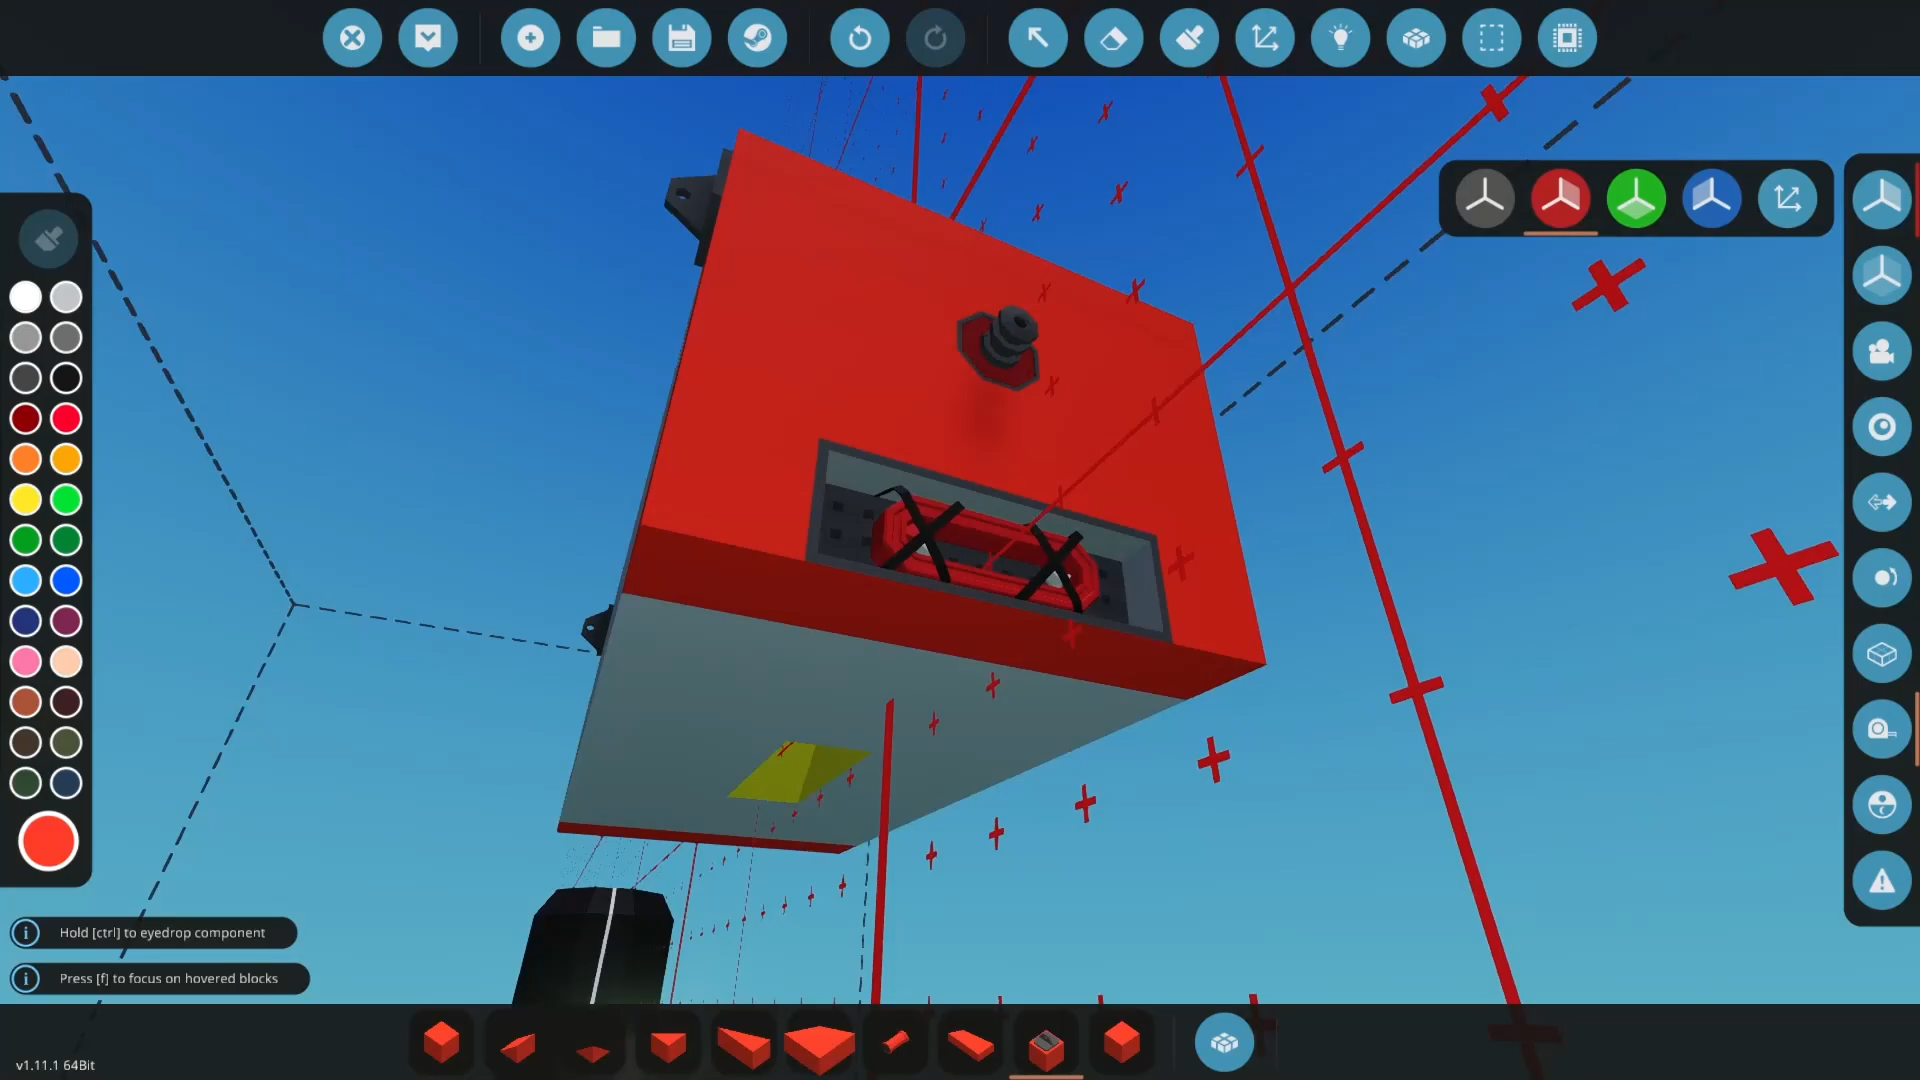 Hold [ctrl] to eyedrop component
Press [f] to focus on hovered blocks
v1.11.1 64Bit